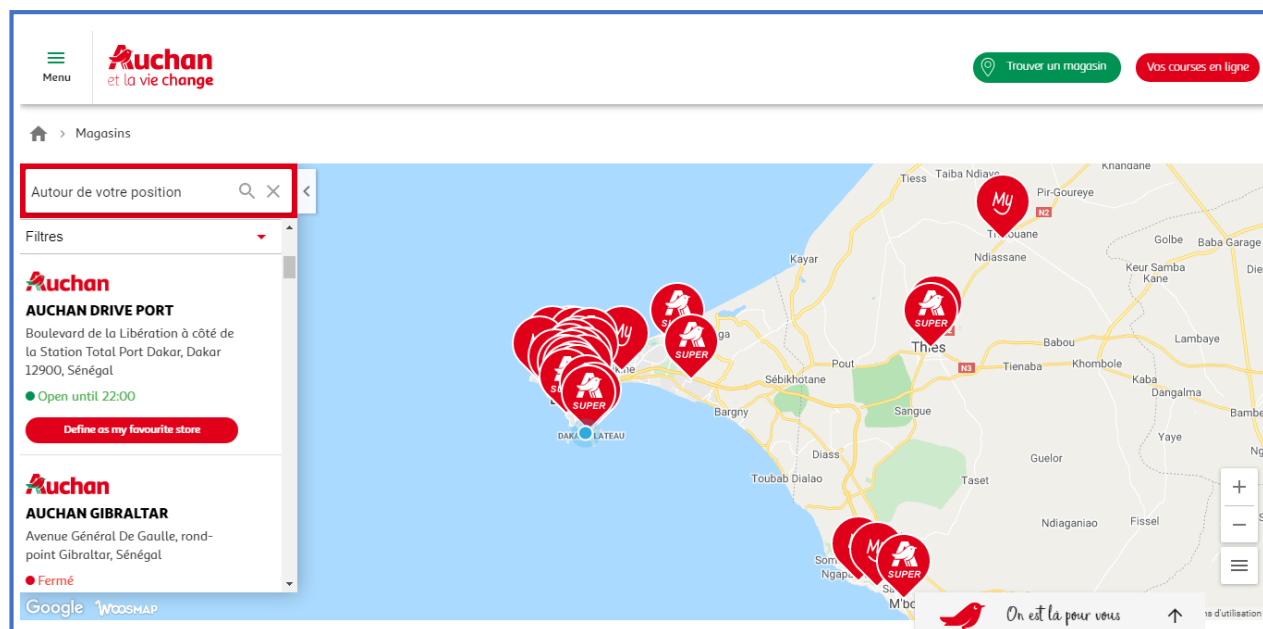 Menu
Auchan
et la vie change
Trouver un magasin
Vos courses en ligne
Magasins
Autour de votre position
Filtres
Auchan
AUCHAN DRIVE PORT
Boulevard de la Libération à côté de
la Station Total Port Dakar, Dakar
12900, Sénégal
Open until 22:00
Define as my favourite store
Auchan
AUCHAN GIBRALTAR
Avenue Général De Gaulle, rond-
point Gibraltar, Sénégal
Fermé
Google WOOSMAP
Khandane
Tiess
Taiba Ndiaye
My
Pir-Goureye
N2
Golbe
Baba Garage
Ndiassane
Kayar
Keur Samba
Kane
SUPER
My
SUPER
Thies
Babou
Lambaye
Pout
N3
Tienaba
Khombole
Sébikhotane
Kaba
Dangalma
SUPER
Bargny
Sangue
Yaye
Diass
Guelor
Toubab Dialao
Taset
Ndiaganiao
Fissel
SUPER
On est là pour vous